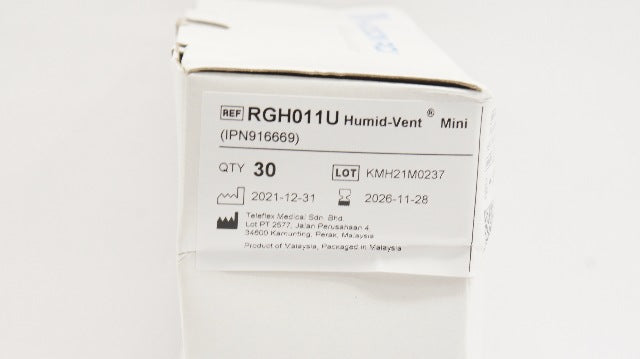 REF RGH011U Humid-Vent® Mini
(IPN916669)
QTY 30 LOT KMH21M0237
2021-12-31 2026-11-28
Teleflex Medical Sdn. Bhd.
Lot PT 2577, Jalan Perusahaan 4
34600 Kamunting, Perak, Malaysia
Product of Malaysia, Packaged in Malaysia